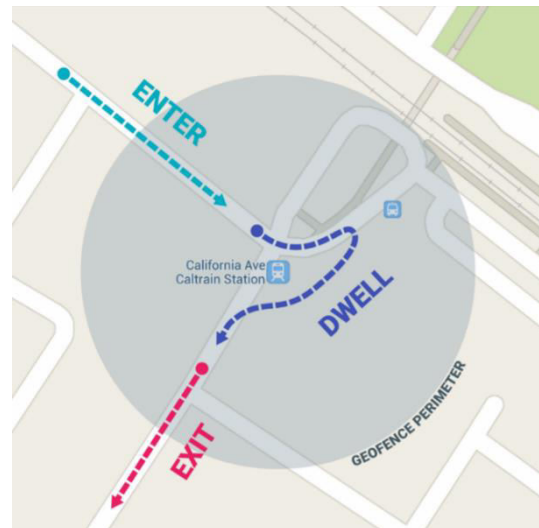 ENTER
California Ave
Caltrain Station
DWELL
GEOFENCE PERIMETER
EXIT